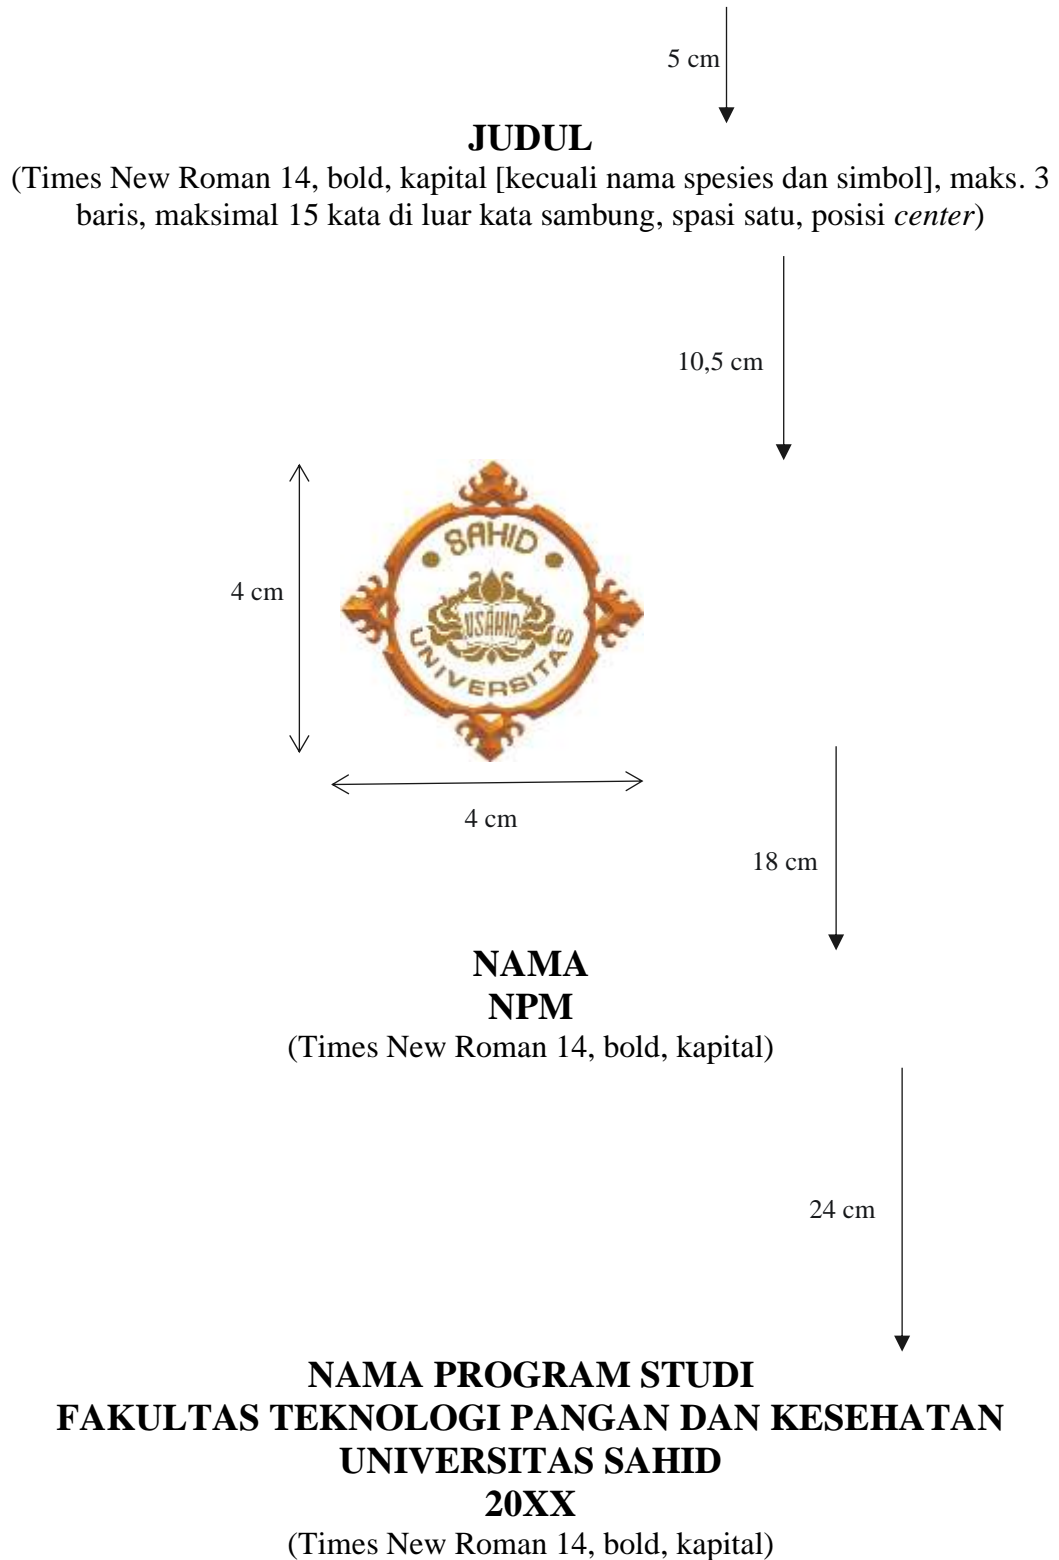 5 cm
JUDUL
(Times New Roman 14, bold, kapital [kecuali nama spesies dan simbol], maks. 3
baris, maksimal 15 kata di luar kata sambung, spasi satu, posisi center)
10,5 cm
SAHID
4 cm
USAHID
UNIVERSITAS
4 cm
18 cm
NAMA
NPM
(Times New Roman 14, bold, kapital)
24 cm
NAMA PROGRAM STUDI
FAKULTAS TEKNOLOGI PANGAN DAN KESEHATAN
UNIVERSITAS SAHID
20XX
(Times New Roman 14, bold, kapital)